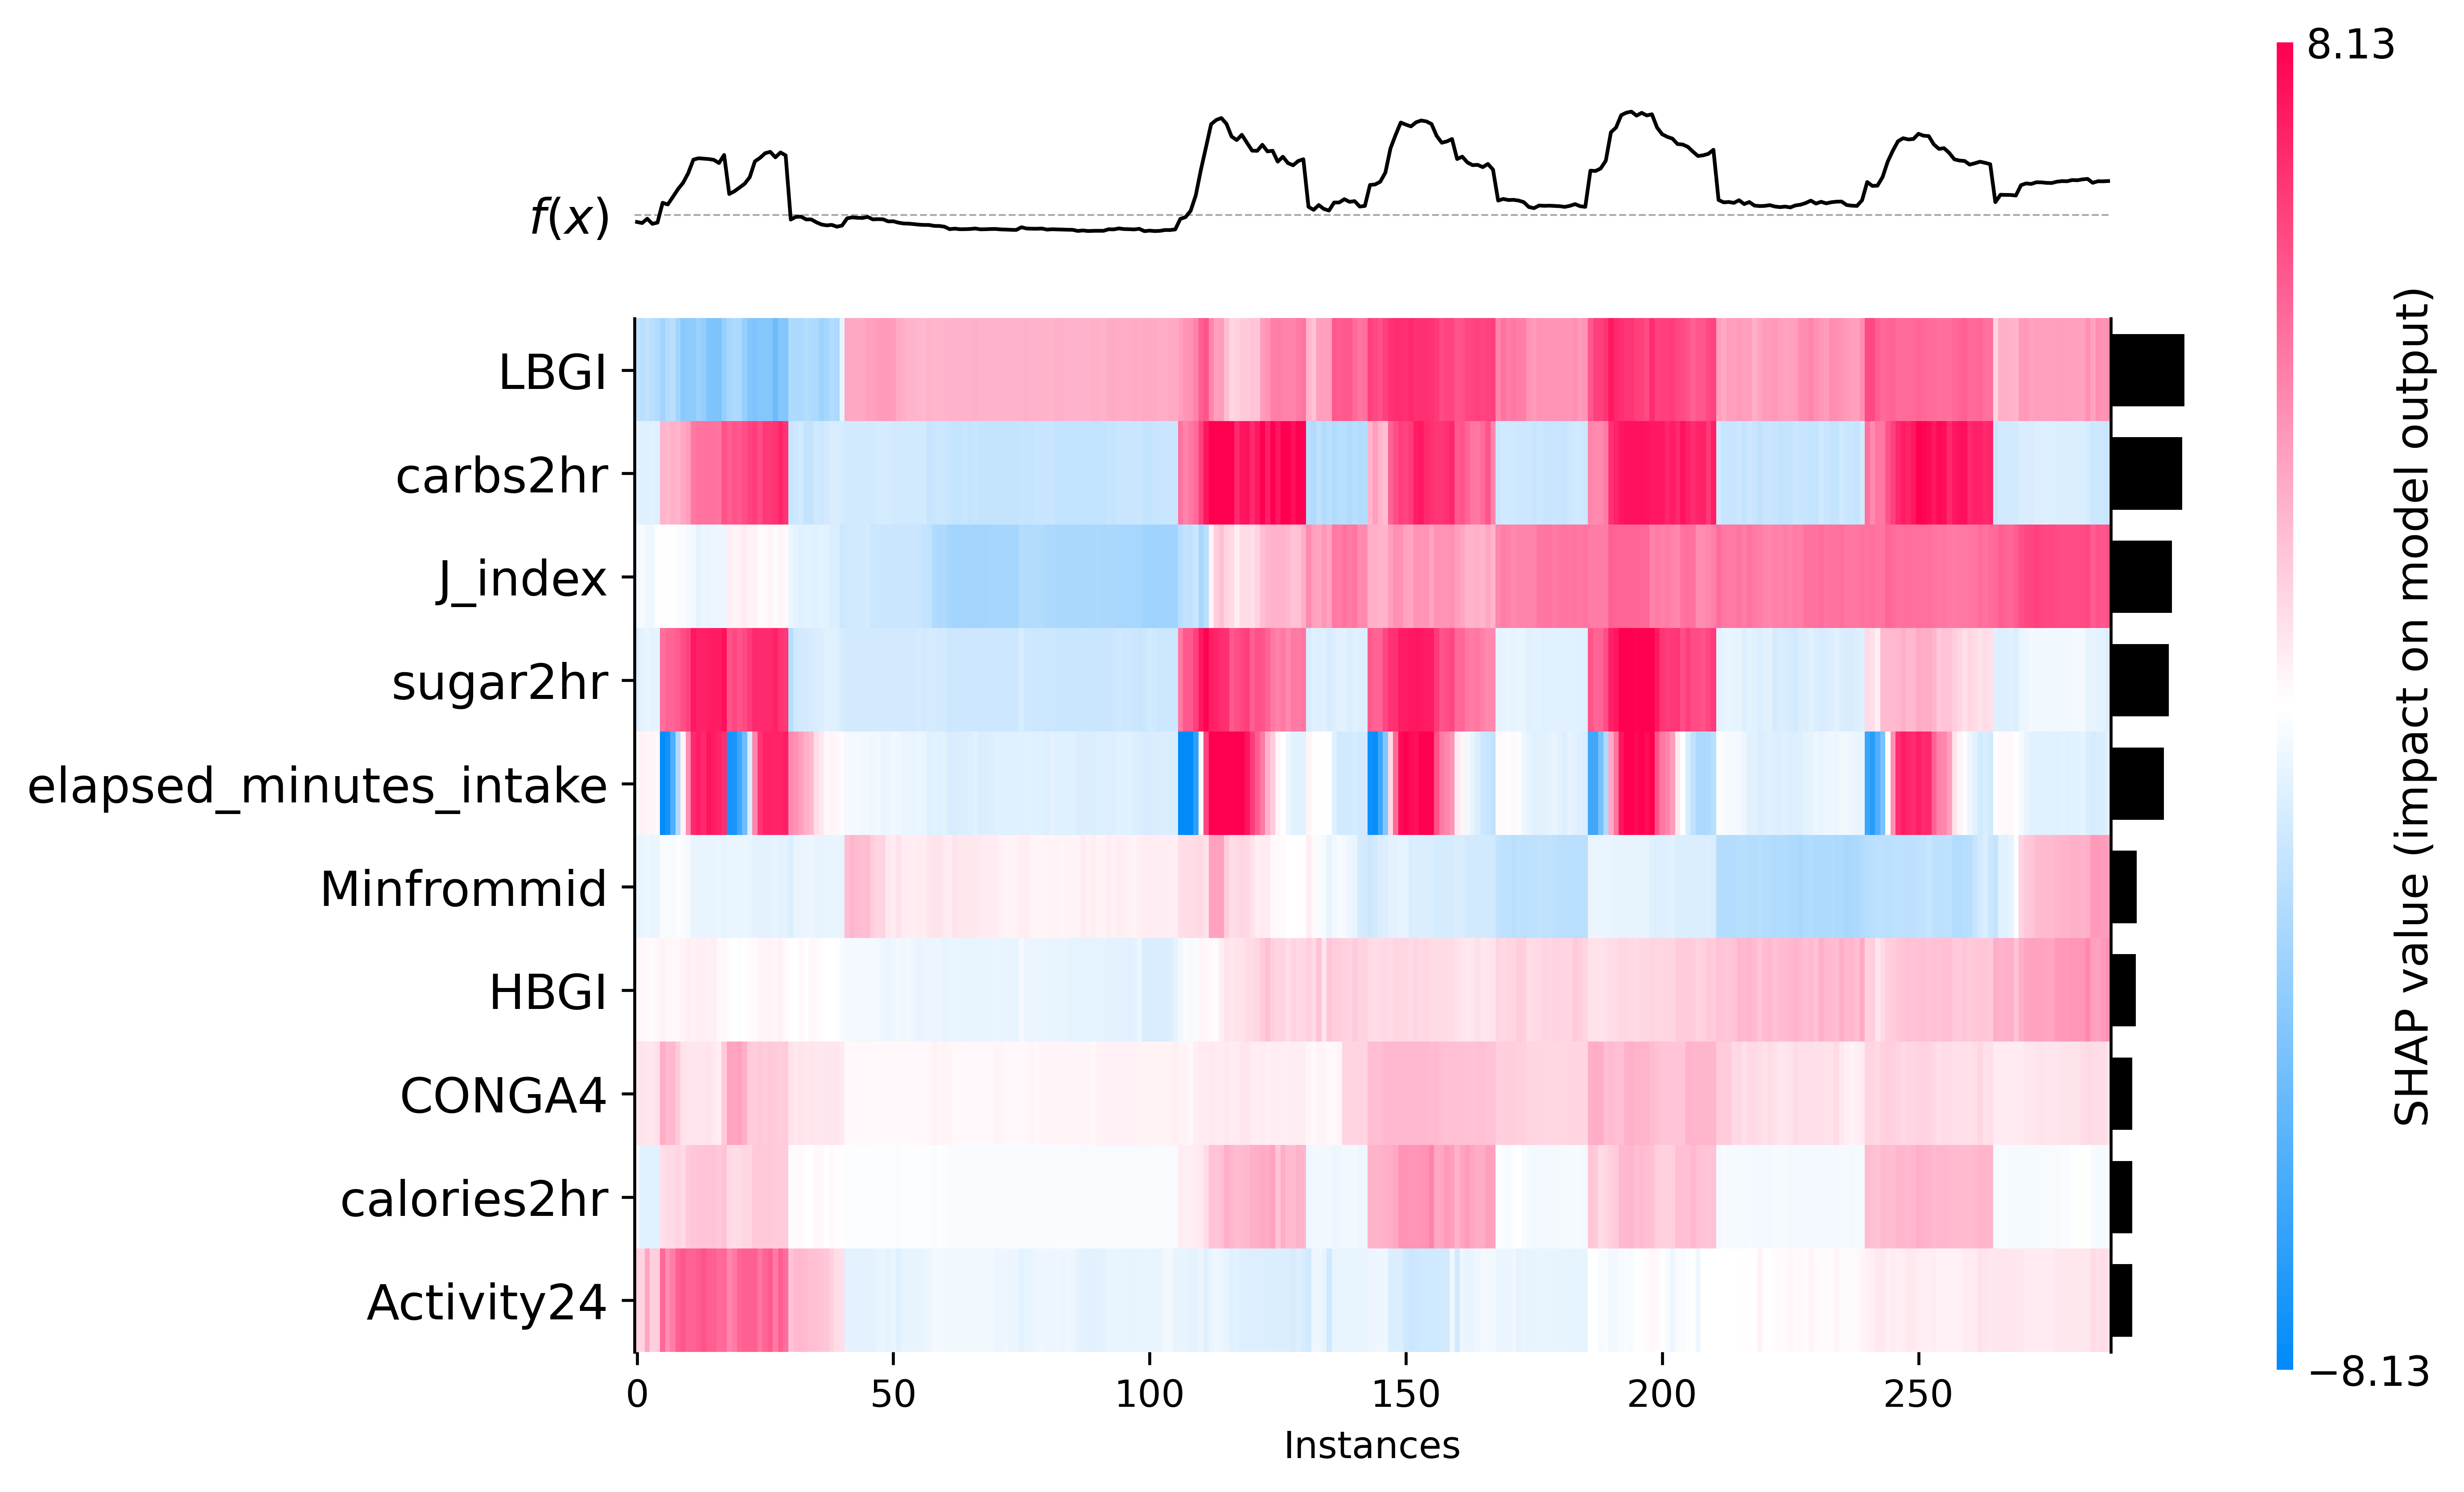 8.13
f(x)
LBGI
carbs2hr
J_index
sugar2hr
elapsed_minutes_intake
Minfrommid
HBGI
CONGA4
calories2hr
Activity24
0 50 100 150 200 250
Instances
SHAP value (impact on model output)
−8.13